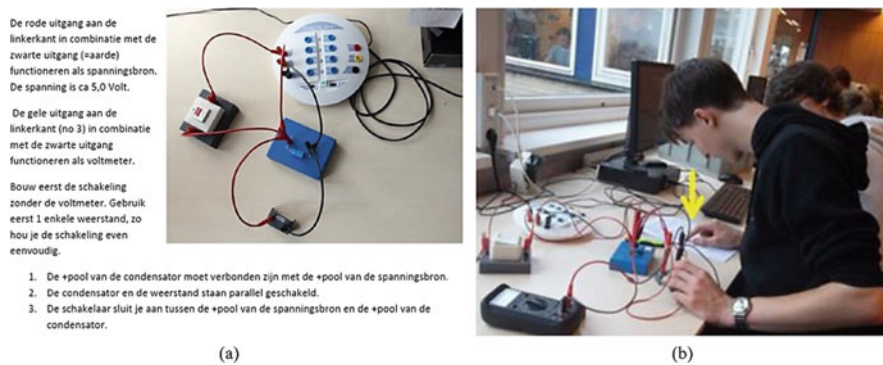 De rode uitgang aan de
linkerkant in combinatie met de
zwarte uitgang (=aarde)
functioneren als spanningsbron.
De spanning is ca 5,0 Volt.
De gele uitgang aan de
linkerkant (no 3) in combinatie
met de zwarte uitgang
functioneren als voltmeter.
Bouw eerst de schakeling
zonder de voltmeter. Gebruik
eerst 1 enkele weerstand, zo
hou je de schakeling even
eenvoudig.
1. De +pool van de condensator moet verbonden zijn met de +pool van de spanningsbron.
2. De condensator en de weerstand staan parallel geschakeld.
3. De schakelaar sluit je aan tussen de +pool van de spanningsbron en de +pool van de
condensator.
(a)
(b)